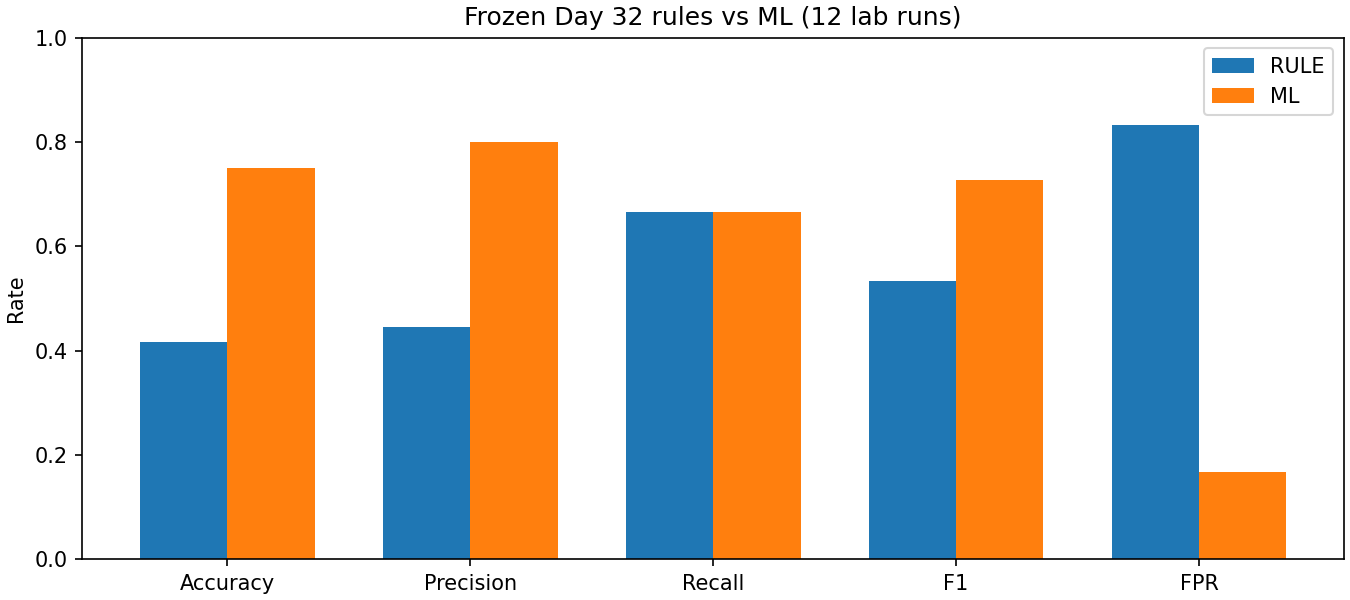 Frozen Day 32 rules vs ML (12 lab runs)
RULE
ML
Rate
1.0
0.8
0.6
0.4
0.2
0.0
Accuracy
Precision
Recall
F1
FPR